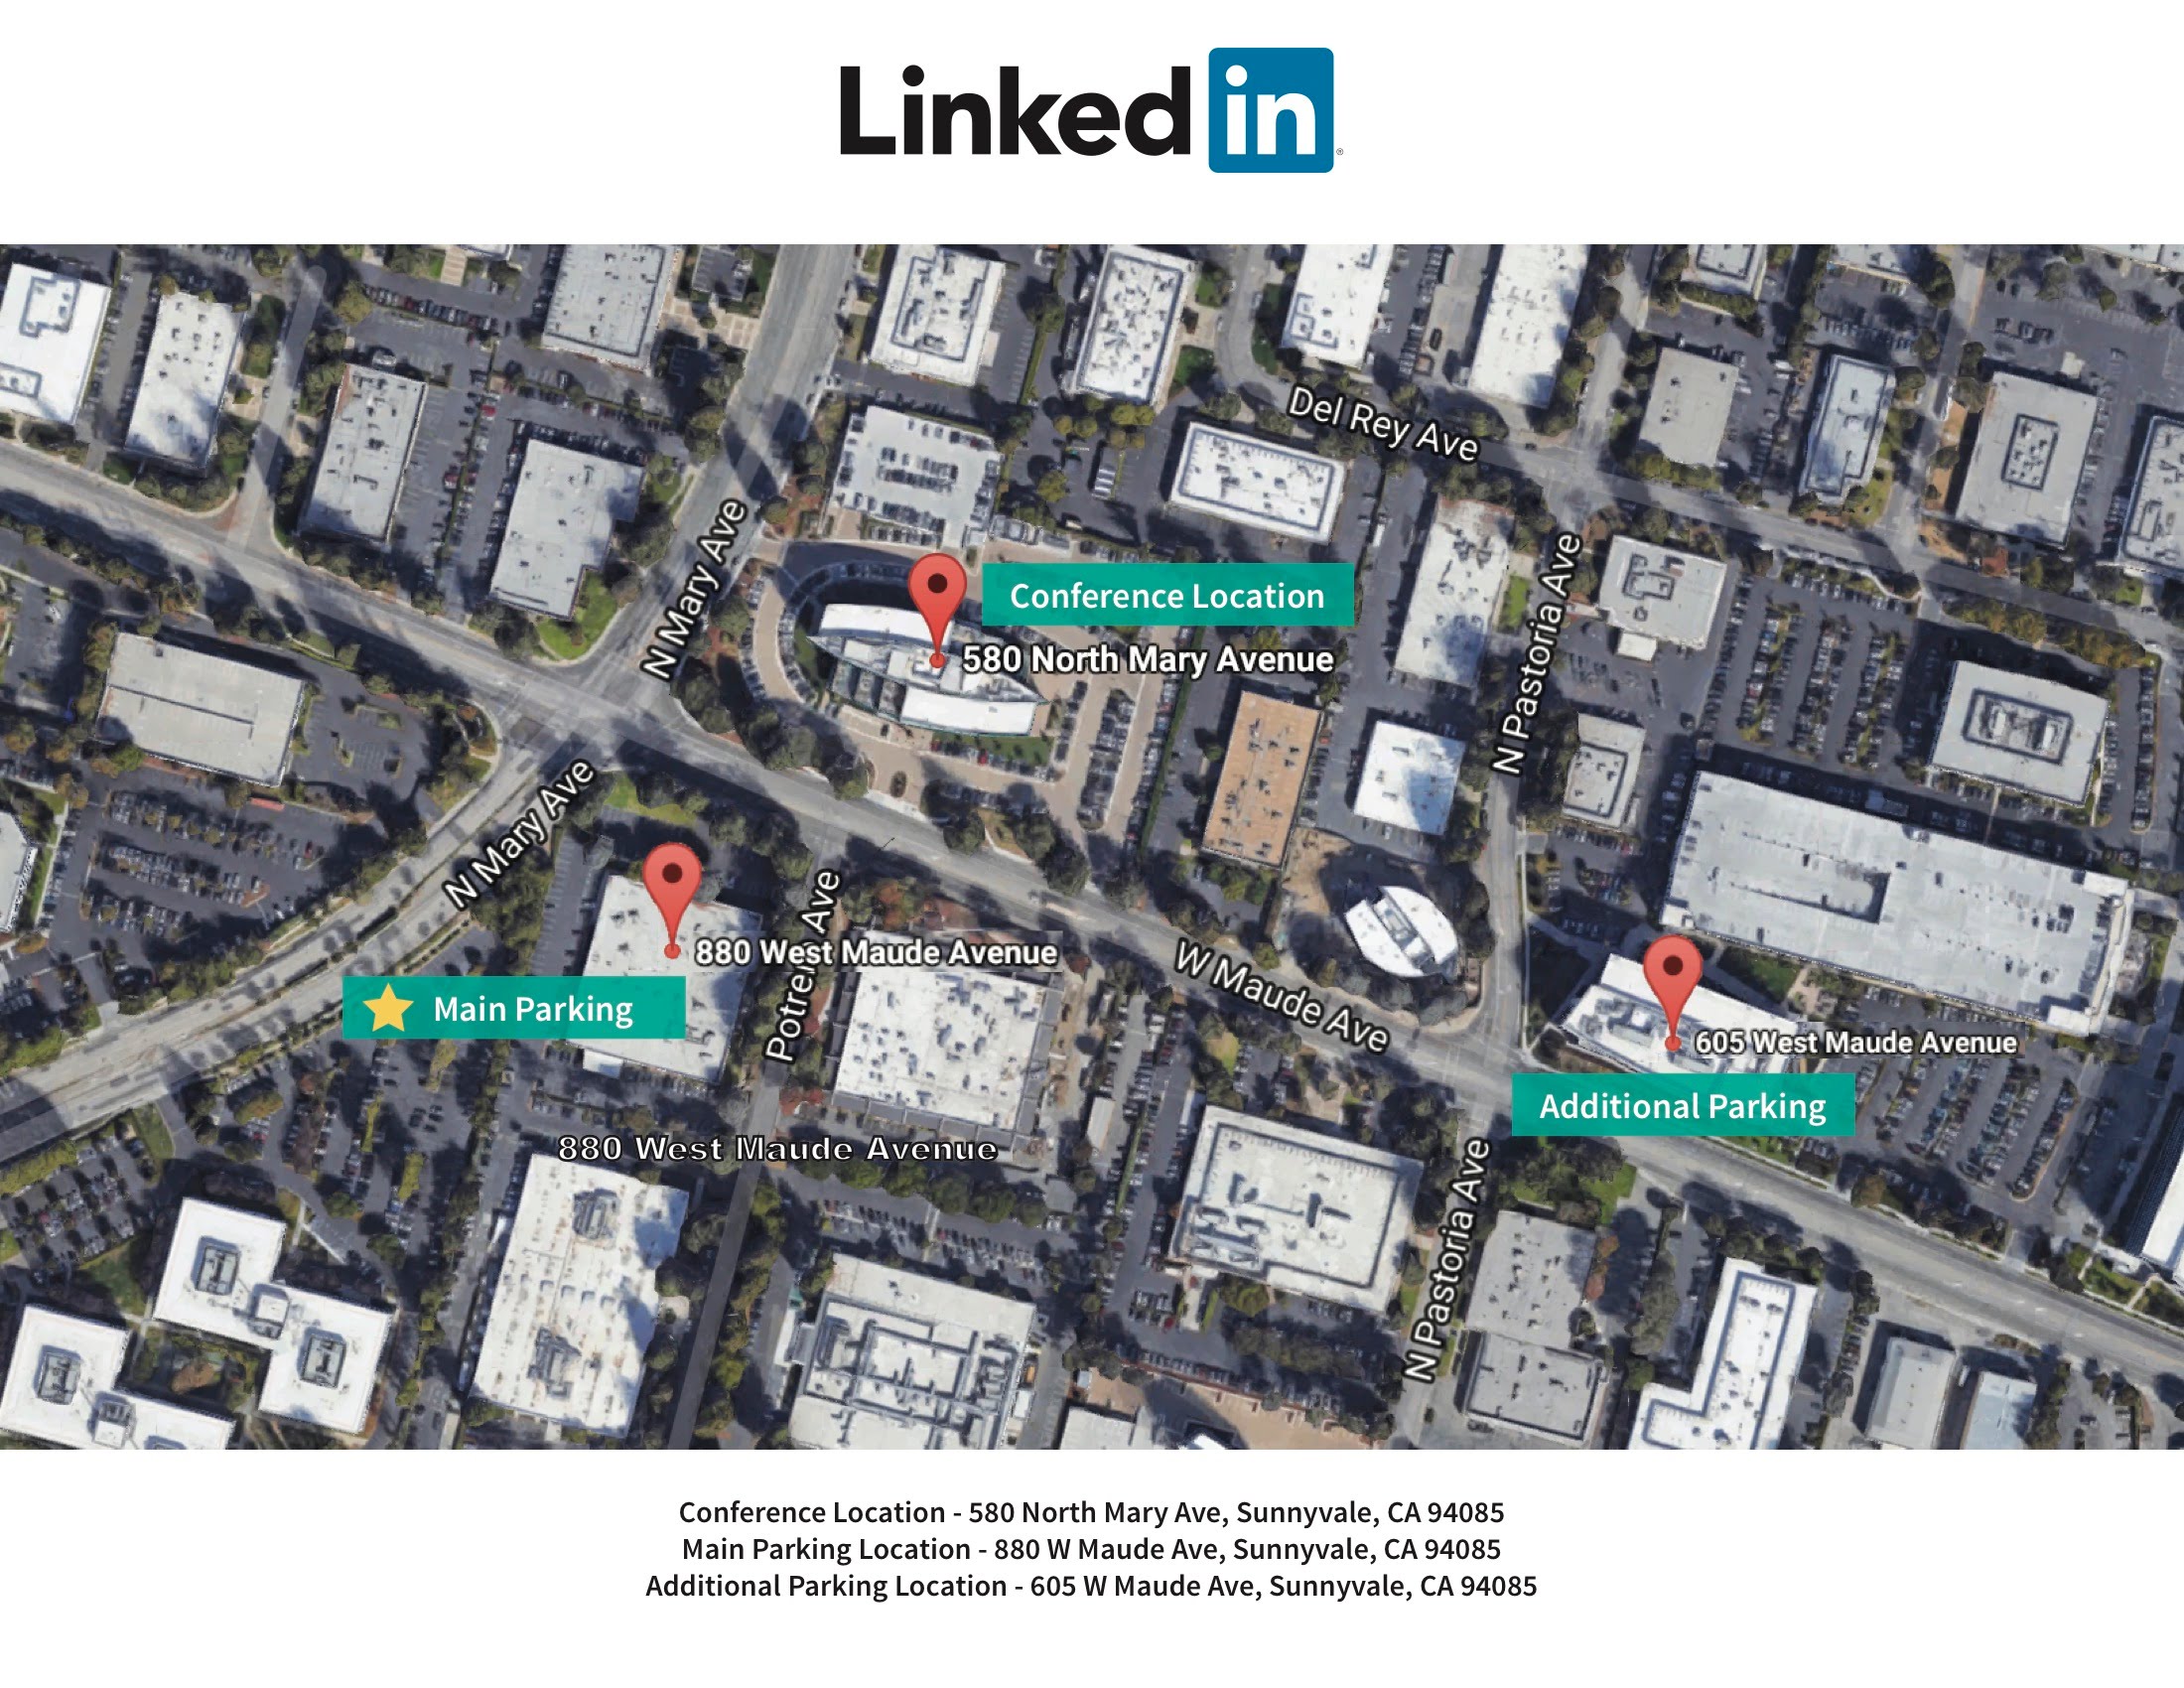 Linked in
Del Rey Ave
N Mary Ave
Conference Location
580 North Mary Avenue
N Pastoria Ave
N Mary Ave
880 West Maude Avenue
Main Parking
Potrero Ave
W Maude Ave
605 West Maude Avenue
Additional Parking
880 West Maude Avenue
N Pastoria Ave
Conference Location - 580 North Mary Ave, Sunnyvale, CA 94085
Main Parking Location - 880 W Maude Ave, Sunnyvale, CA 94085
Additional Parking Location - 605 W Maude Ave, Sunnyvale, CA 94085